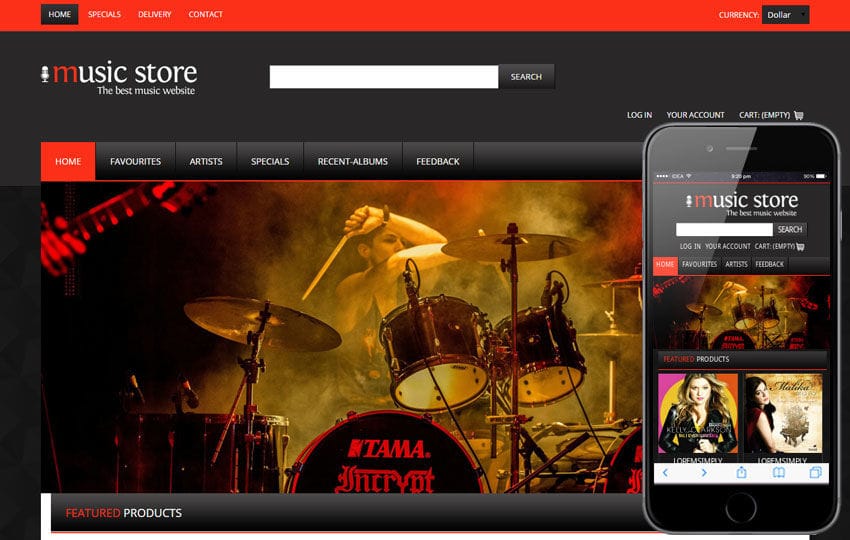 HOME SPECIALS DELIVERY CONTACT CURRENCY: Dollar
music store
The best music website
SEARCH
LOG IN YOUR ACCOUNT CART: (EMPTY)
HOME FAVOURITES ARTISTS SPECIALS RECENT-ALBUMS FEEDBACK
TAMA.
Incrypt
FEATURED PRODUCTS
IDEA 9:20 pm 90%
music store
The best music website
SEARCH
LOG IN YOUR ACCOUNT CART: (EMPTY)
HOME FAVOURITES ARTISTS FEEDBACK
FEATURED PRODUCTS
KELLY CLARKSON
Malika
LOREMSIMPLY LOREMSIMPLY